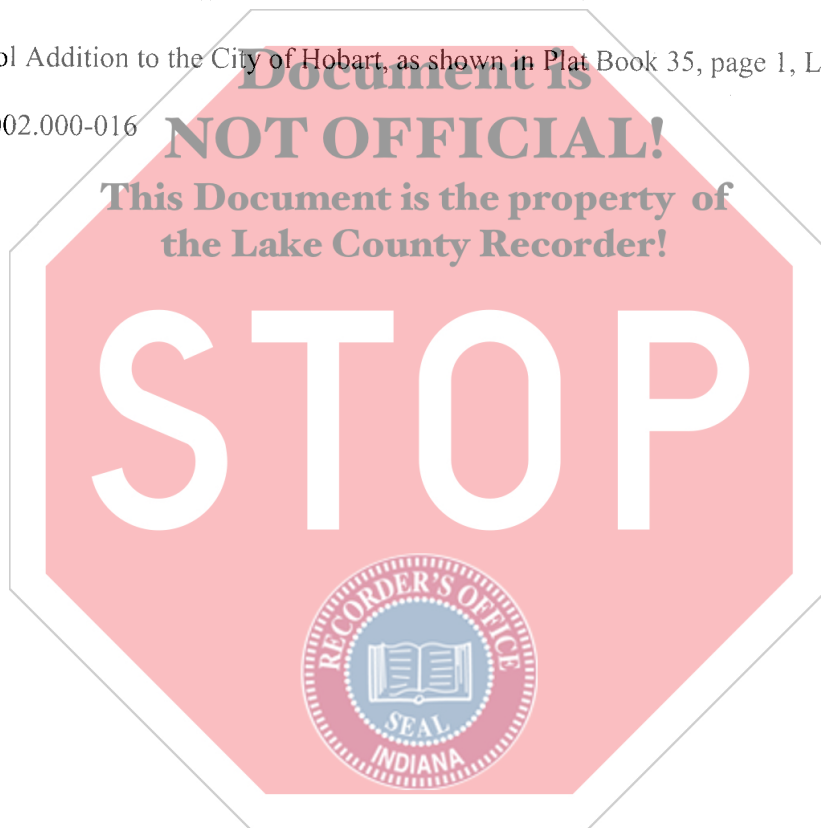 ol Addition to the City of Hobart, as shown in Plat Book 35, page 1, L
Document is
02.000-016
NOT OFFICIAL!
This Document is the property of
the Lake County Recorder!
STOP
RECORDER'S OFFICE
SEAL
INDIANA